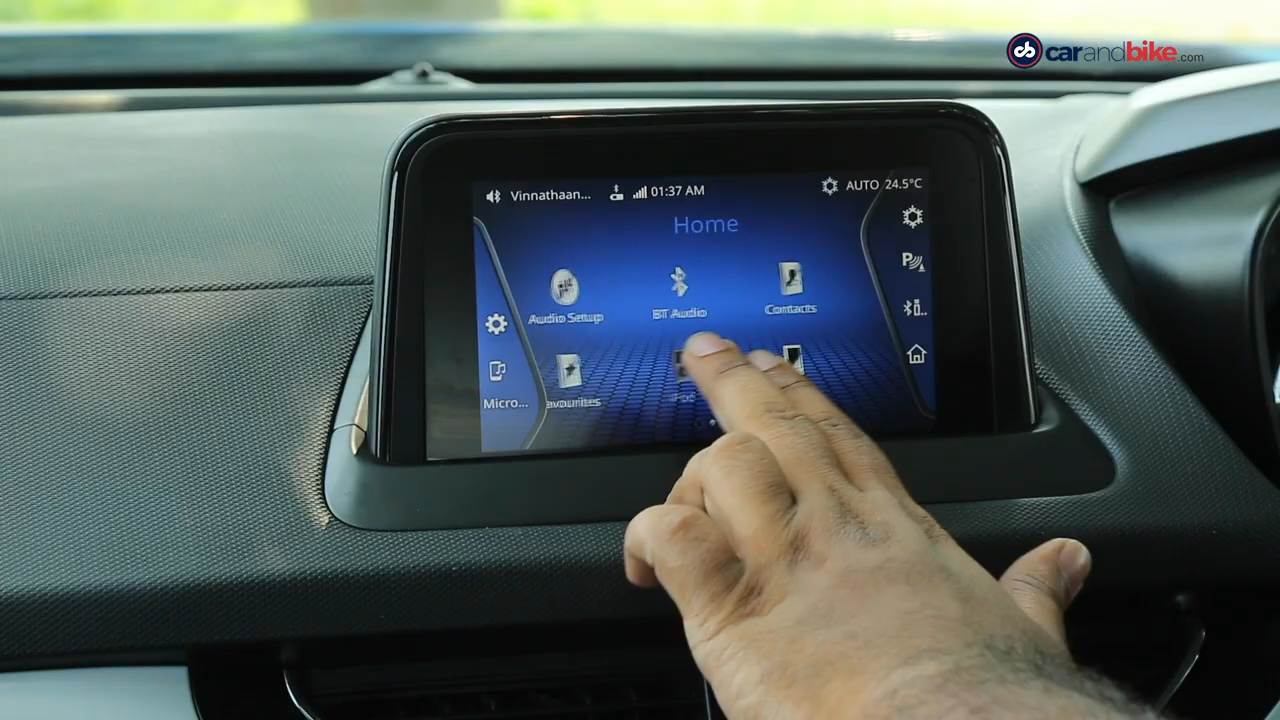 carandbike.com
Vinnathaan... 01:37 AM AUTO 24.5°C
Home
Audio Setup BT Audio Contacts
Micro... avourites